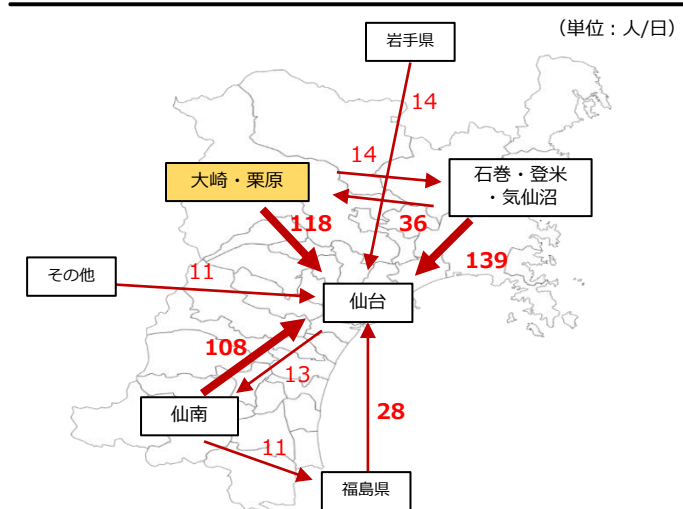 (単位:人/日)
岩手県
14
14
大崎・栗原
石巻・登米
・気仙沼
118
36
139
11
その他
仙台
108
13
仙南
28
11
福島県